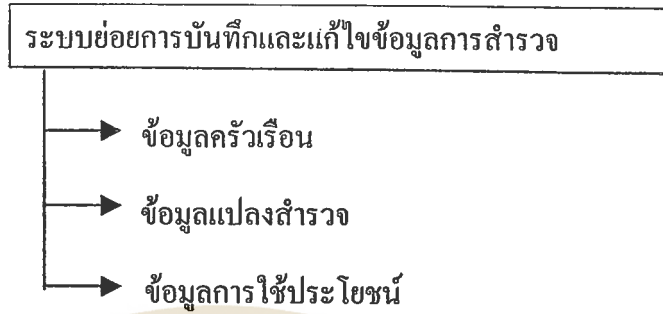 ระบบย่อยการบันทึกและแก้ไขข้อมูลการสำรวจ
ข้อมูลครัวเรือน
ข้อมูลแปลงสำรวจ
ข้อมูลการใช้ประโยชน์